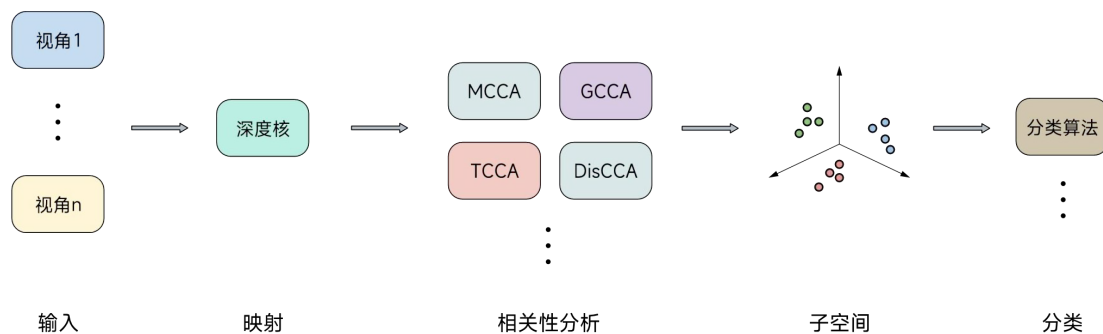 视角1
视角n
深度核
MCCA
GCCA
TCCA
DisCCA
分类算法
输入
映射
相关性分析
子空间
分类